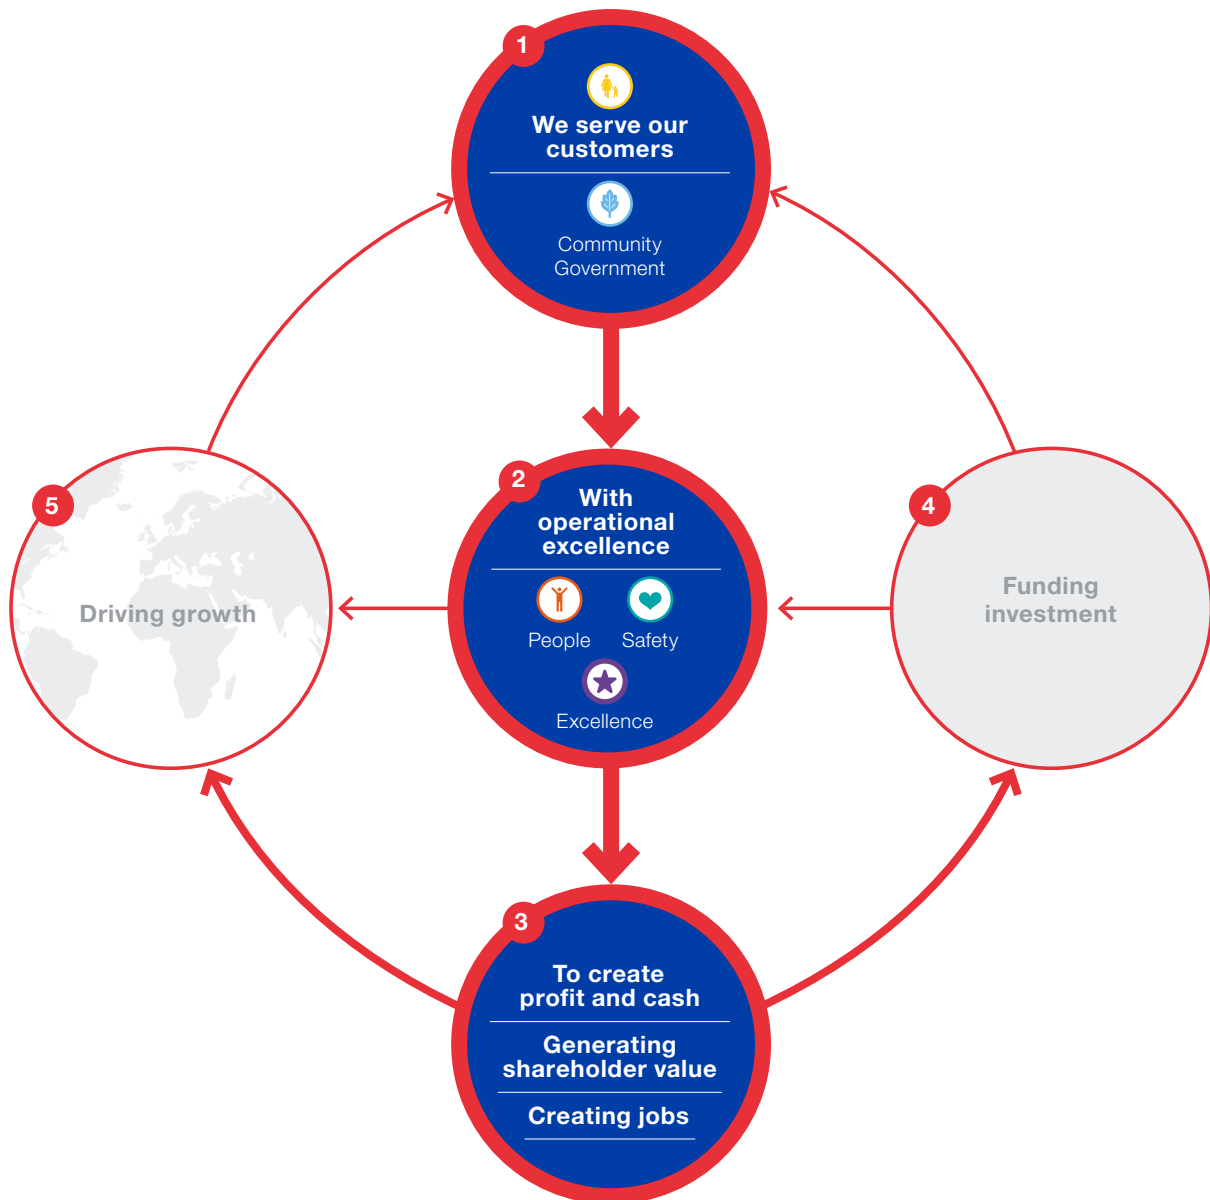 1
We serve our
customers
Community
Government
2
With
operational
excellence
People
Safety
Excellence
3
To create
profit and cash
Generating
shareholder value
Creating jobs
4
Funding
investment
5
Driving growth